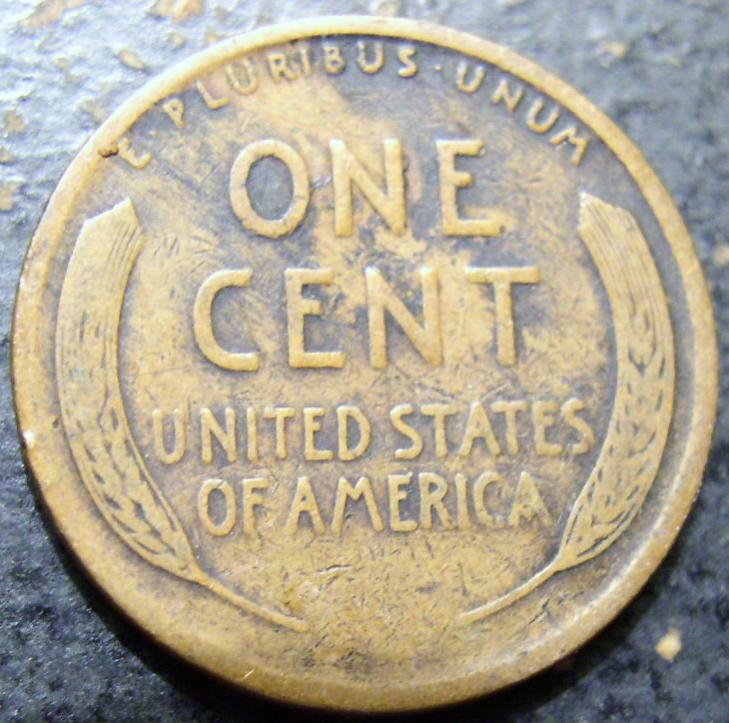 E·PLURIBUS·UNUM
ONE
CENT
UNITED STATES
OF AMERICA